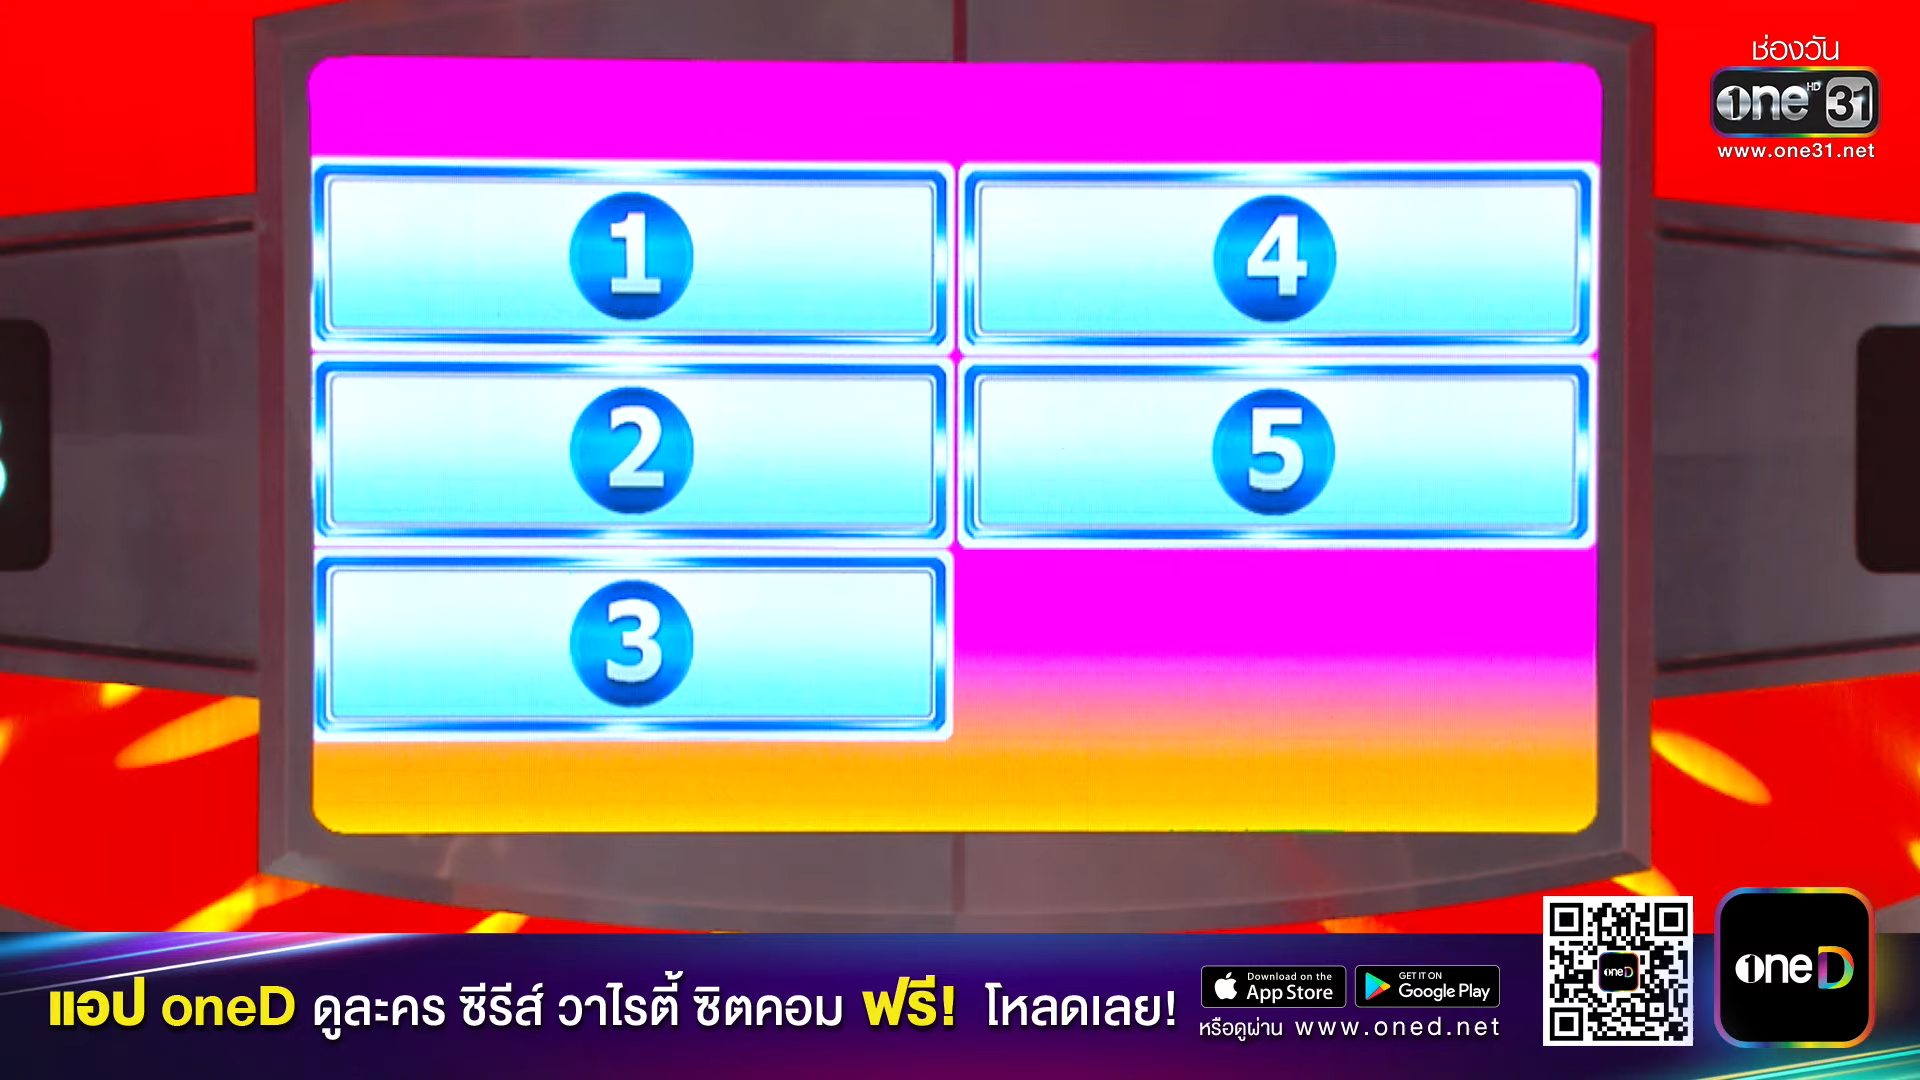 ช่องวัน
one HD 31
www.one31.net
1
4
2
5
3
แอป oneD ดูละคร ซีรีส์ วาไรตี้ ซิตคอม ฟรี! โหลดเลย!
Download on the
App Store
GET IT ON
Google Play
หรือดูผ่าน www.oned.net
oneD
oneD